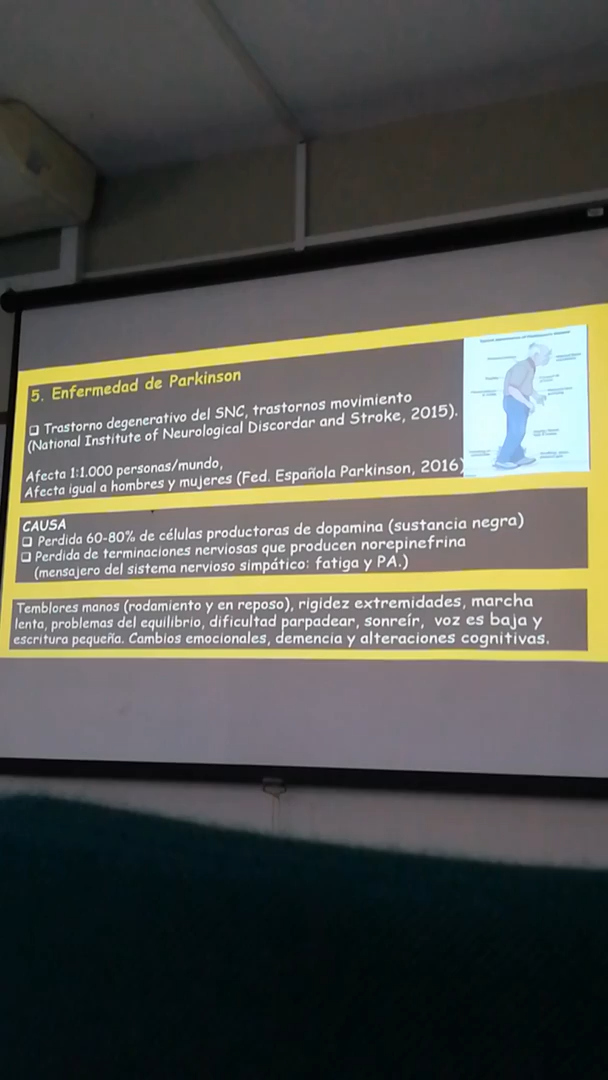 5. Enfermedad de Parkinson
❑ Trastorno degenerativo del SNC, trastornos movimiento
(National Institute of Neurological Discordar and Stroke, 2015).
Afecta 1:1.000 personas/mundo,
Afecta igual a hombres y mujeres (Fed. Española Parkinson, 2016)
CAUSA
❑ Perdida 60-80% de células productoras de dopamina (sustancia negra)
❑ Perdida de terminaciones nerviosas que producen norepinefrina
(mensajero del sistema nervioso simpático: fatiga y PA.)
Temblores manos (rodamiento y en reposo), rigidez extremidades, marcha
lenta, problemas del equilibrio, dificultad parpadear, sonreír, voz es baja y
escritura pequeña. Cambios emocionales, demencia y alteraciones cognitivas.